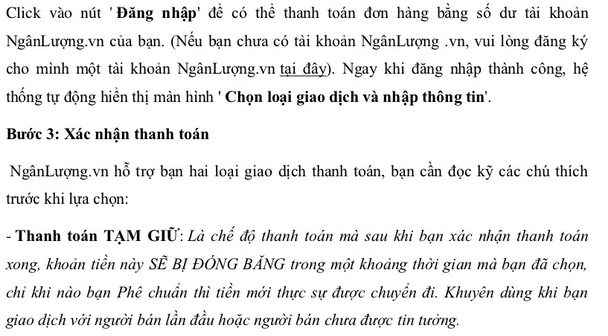 Click vào nút ' Đăng nhập' để có thể thanh toán đơn hàng bằng số dư tài khoản
NgânLượng.vn của bạn. (Nếu bạn chưa có tài khoản NgânLượng .vn, vui lòng đăng ký
cho mình một tài khoản NgânLượng.vn tại đây). Ngay khi đăng nhập thành công, hệ
thống tự động hiển thị màn hình ' Chọn loại giao dịch và nhập thông tin'.
Bước 3: Xác nhận thanh toán
NgânLượng.vn hỗ trợ bạn hai loại giao dịch thanh toán, bạn cần đọc kỹ các chú thích
trước khi lựa chọn:
- Thanh toán TẠM GIỮ: Là chế độ thanh toán mà sau khi bạn xác nhận thanh toán
xong, khoản tiền này SẼ BỊ ĐÓNG BĂNG trong một khoảng thời gian mà bạn đã chọn,
chỉ khi nào bạn Phê chuẩn thì tiền mới thực sự được chuyển đi. Khuyên dùng khi bạn
giao dịch với người bán lần đầu hoặc người bán chưa được tin tưởng.